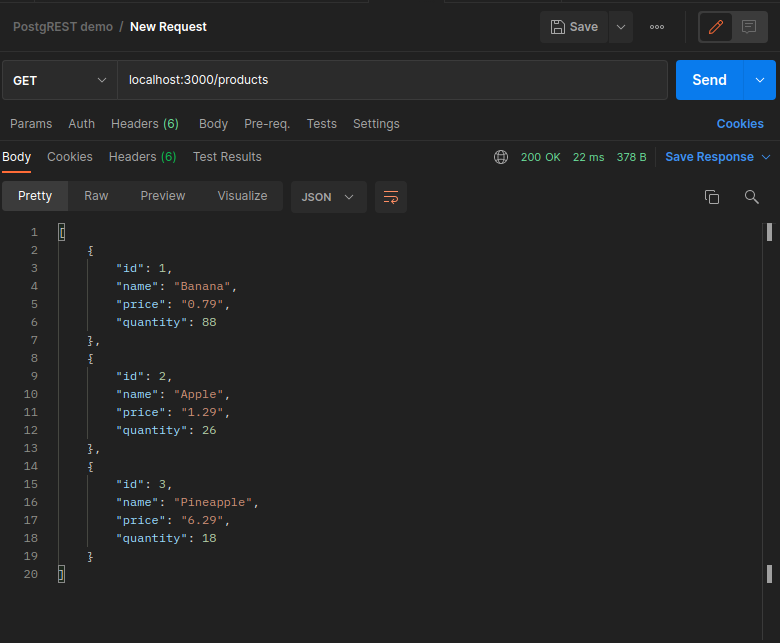 PostgREST demo / New Request
Save
GET
localhost:3000/products
Send
Params Auth Headers (6) Body Pre-req. Tests Settings Cookies
Body Cookies Headers (6) Test Results 200 OK 22 ms 378 B Save Response
Pretty Raw Preview Visualize JSON
1 [
2 {
3 "id": 1,
4 "name": "Banana",
5 "price": "0.79",
6 "quantity": 88
7 },
8 {
9 "id": 2,
10 "name": "Apple",
11 "price": "1.29",
12 "quantity": 26
13 },
14 {
15 "id": 3,
16 "name": "Pineapple",
17 "price": "6.29",
18 "quantity": 18
19 }
20 ]